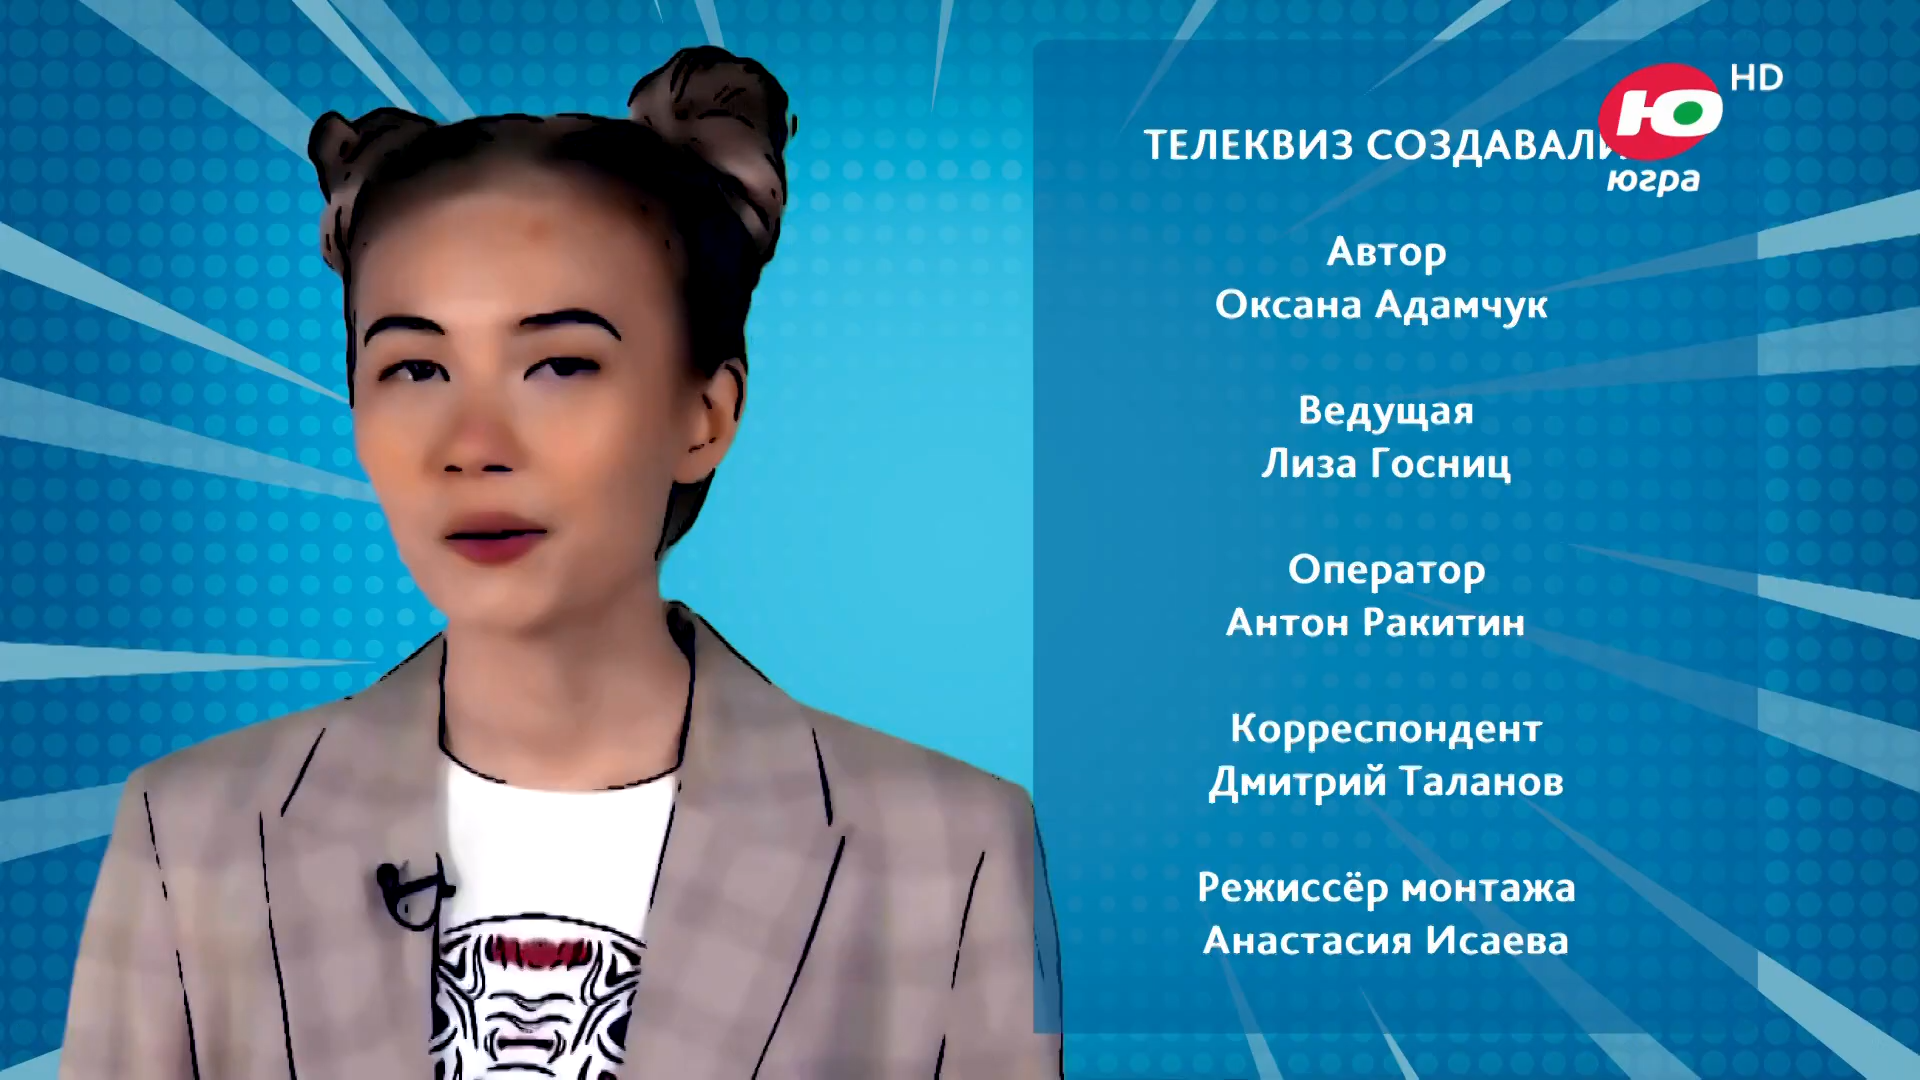 HD
ТЕЛЕКВИЗ СОЗДАВАЛИ
югра
Автор
Оксана Адамчук
Ведущая
Лиза Госниц
Оператор
Антон Ракитин
Корреспондент
Дмитрий Таланов
Режиссёр монтажа
Анастасия Исаева